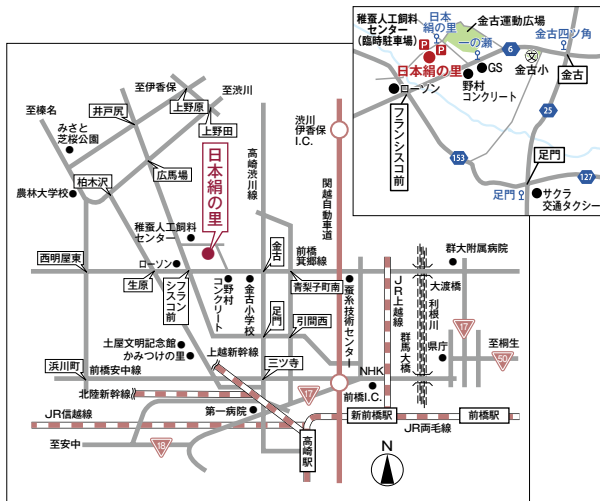 稚蚕人工飼料
センター
(臨時駐車場)
日本
絹の里
金古運動広場
一の瀬
金古四ツ角
P
P
6
GS
文
金古小
金古
日本絹の里
ローソン
野村
コンクリート
フランシスコ前
25
足門
153
127
足門
サクラ
交通タクシー
至伊香保
至渋川
至榛名
井戸尻
上野原
上野田
みさと
芝桜公園
渋川
伊香保
I.C.
高崎渋川線
広馬場
日本絹の里
関越自動車道
柏木沢
農林大学校
稚蚕人工飼料
センター
金古
前橋
箕郷線
群大附属病院
西明屋東
ローソン
生原
フランシスコ前
野村
コンクリート
金古小学校
青梨子町南
蚕糸技術センター
JR上越線
大渡橋
利根川
群馬大橋
17
足門
引間西
土屋文明記念館
かみつけの里
上越新幹線
県庁
至桐生
50
浜川町
前橋安中線
三ツ寺
NHK
北陸新幹線
17
前橋I.C.
第一病院
JR信越線
新前橋駅
前橋駅
JR両毛線
至安中
18
高崎駅
N